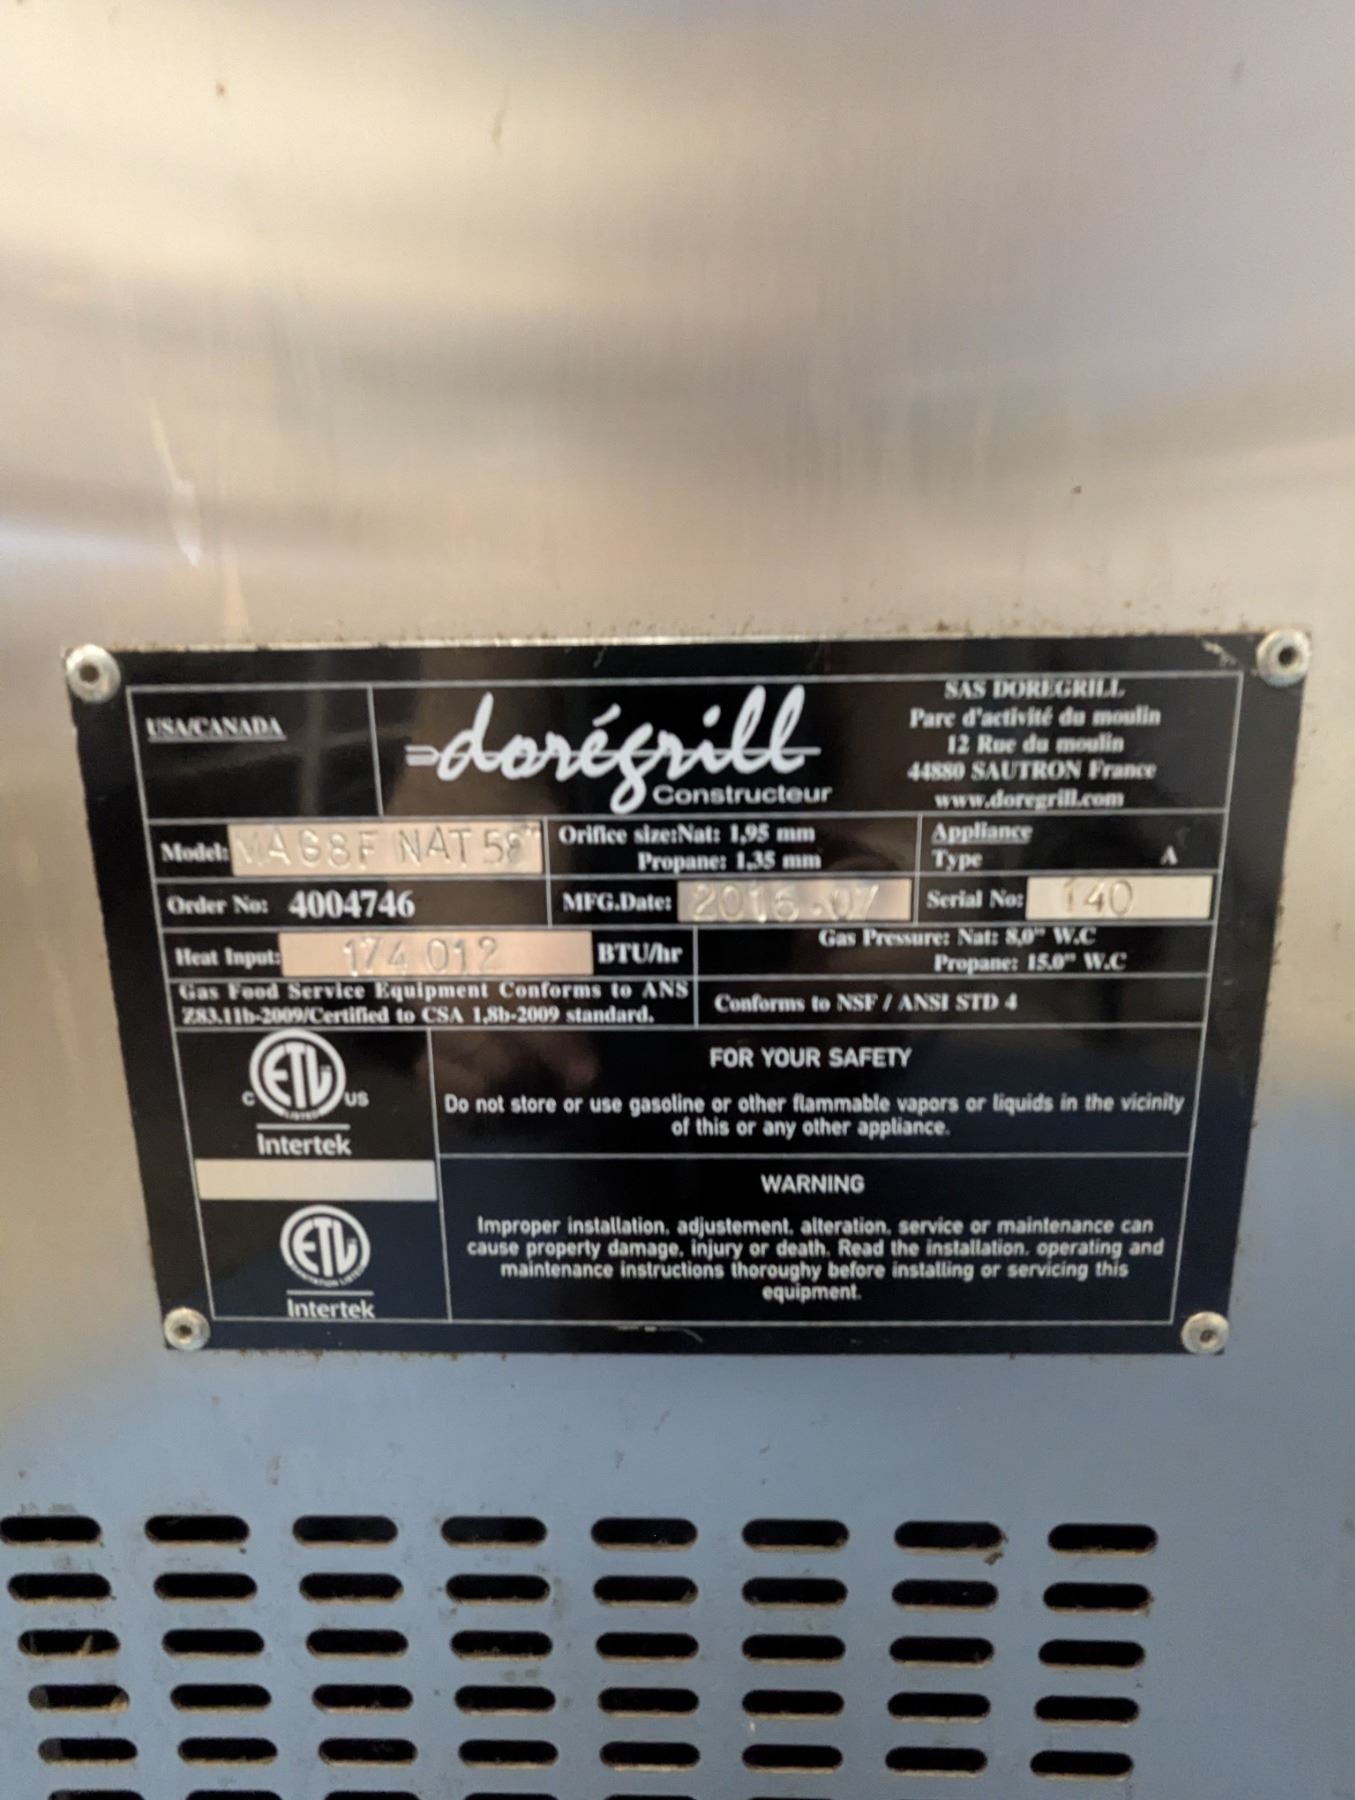 USA/CANADA
dorégrill
Constructeur
SAS DOREGRILL
Parc d'activité du moulin
12 Rue du moulin
44880 SAUTRON France
www.doregrill.com
Model: MAG8F NAT 58"
Orifice size:Nat: 1,95 mm
Propane: 1,35 mm
Appliance
Type A
Order No: 4004746
MFG.Date: 2016-07
Serial No: 140
Heat Input: 174 012 BTU/hr
Gas Pressure: Nat: 8,0" W.C
Propane: 15.0" W.C
Gas Food Service Equipment Conforms to ANS
Z83.11b-2009/Certified to CSA 1,8b-2009 standard.
Conforms to NSF / ANSI STD 4
ETL
LISTED
C US
Intertek
FOR YOUR SAFETY
Do not store or use gasoline or other flammable vapors or liquids in the vicinity
of this or any other appliance.
ETL
Intertek
WARNING
Improper installation, adjustement, alteration, service or maintenance can
cause property damage, injury or death. Read the installation, operating and
maintenance instructions thoroughy before installing or servicing this
equipment.